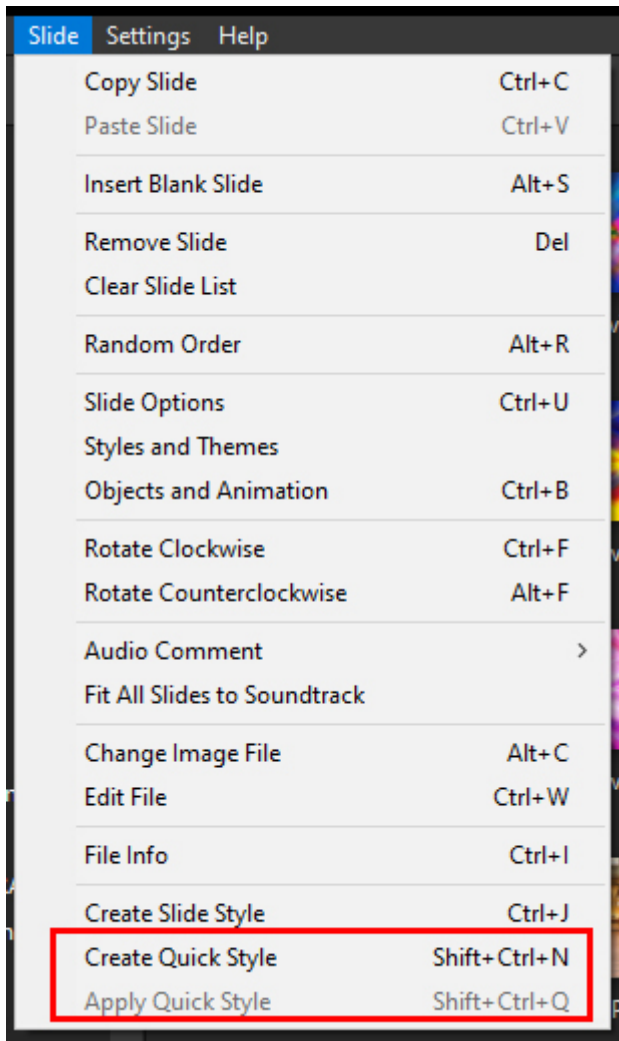 Slide Settings Help
Copy Slide Ctrl+C
Paste Slide Ctrl+V
Insert Blank Slide Alt+S
Remove Slide Del
Clear Slide List
Random Order Alt+R
Slide Options Ctrl+U
Styles and Themes
Objects and Animation Ctrl+B
Rotate Clockwise Ctrl+F
Rotate Counterclockwise Alt+F
Audio Comment >
Fit All Slides to Soundtrack
Change Image File Alt+C
Edit File Ctrl+W
File Info Ctrl+I
Create Slide Style Ctrl+J
Create Quick Style Shift+Ctrl+N
Apply Quick Style Shift+Ctrl+Q